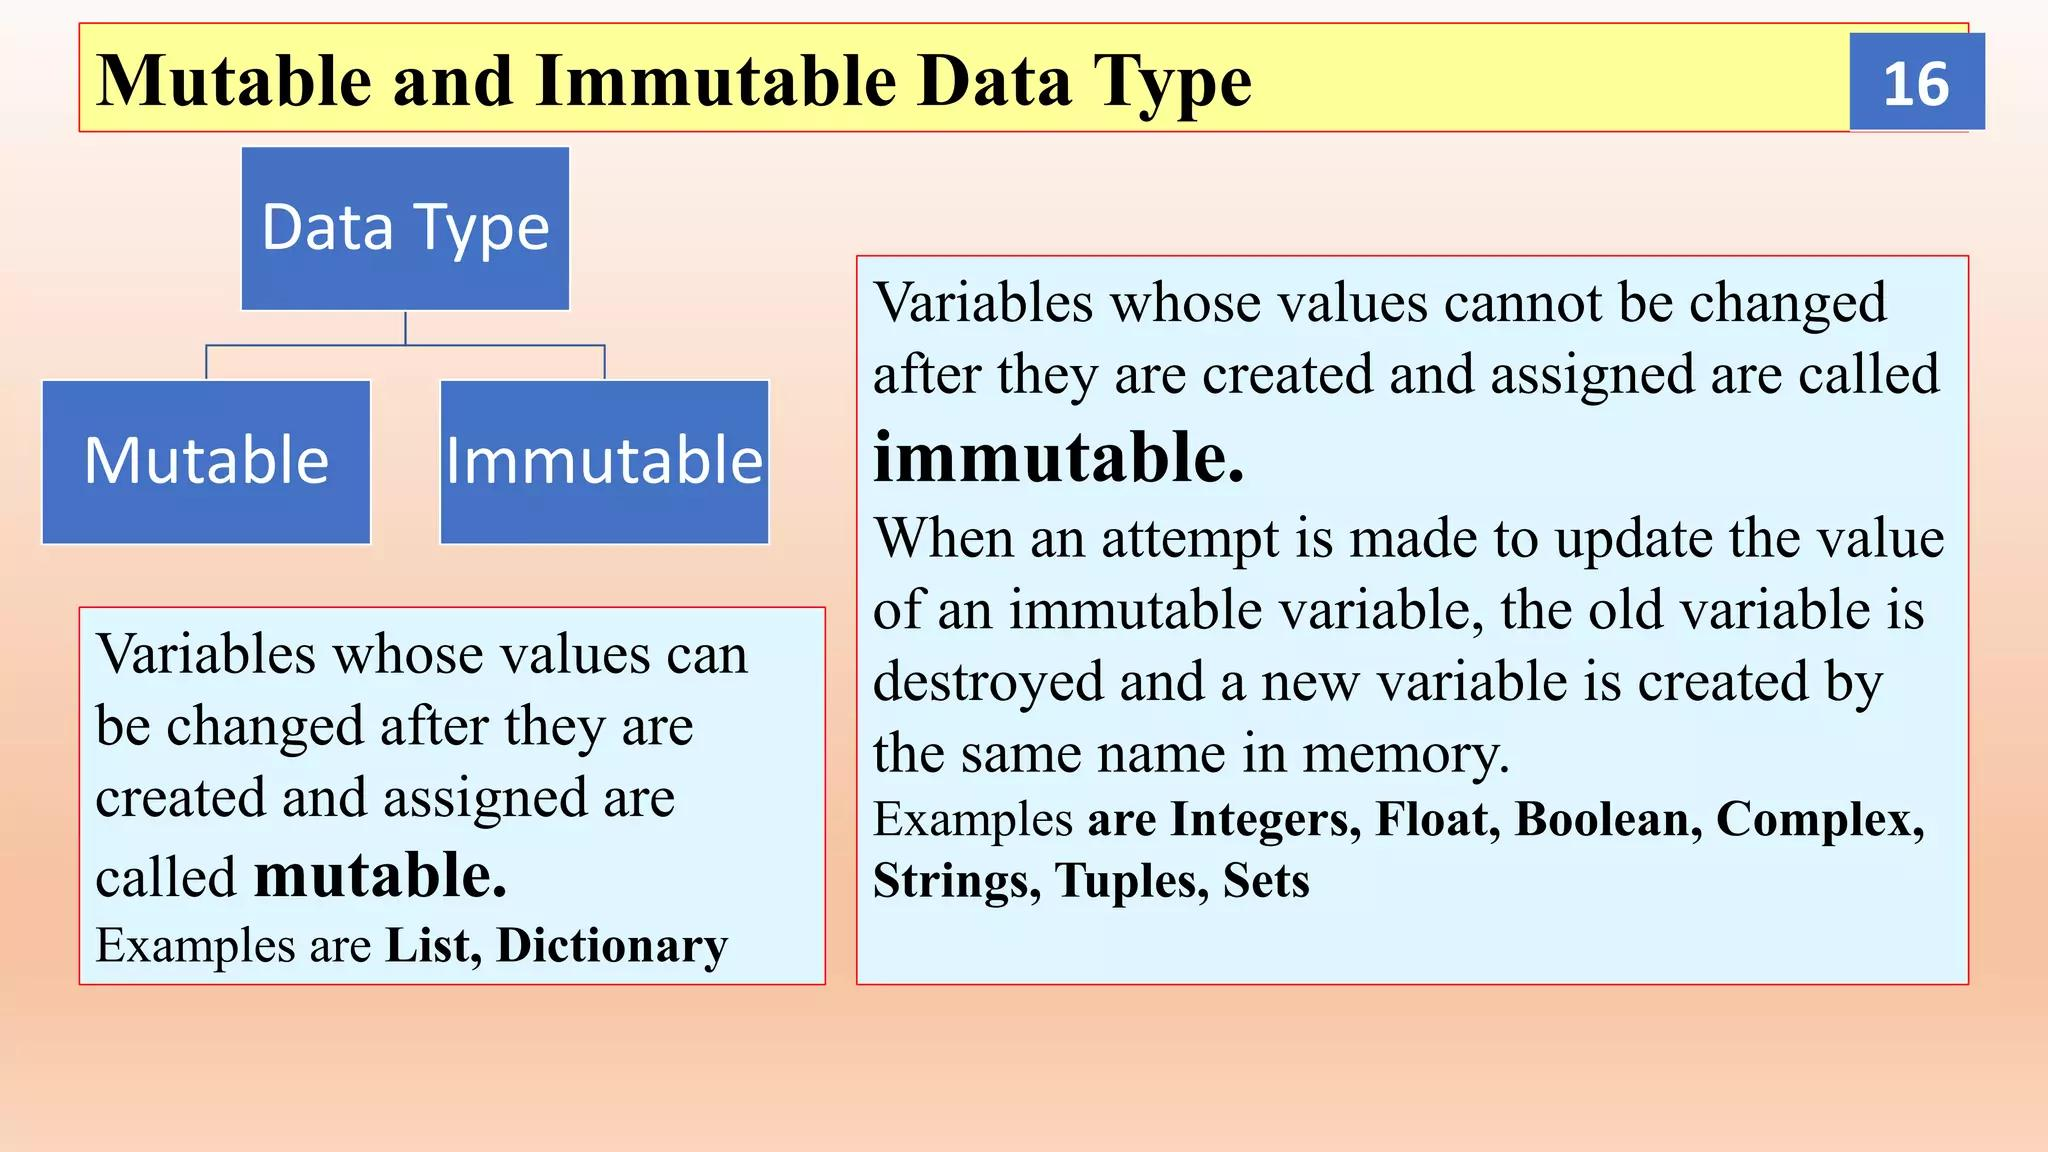 Mutable and Immutable Data Type
16
Data Type
Mutable
Immutable
Variables whose values can
be changed after they are
created and assigned are
called mutable.
Examples are List, Dictionary
Variables whose values cannot be changed
after they are created and assigned are called
immutable.
When an attempt is made to update the value
of an immutable variable, the old variable is
destroyed and a new variable is created by
the same name in memory.
Examples are Integers, Float, Boolean, Complex,
Strings, Tuples, Sets